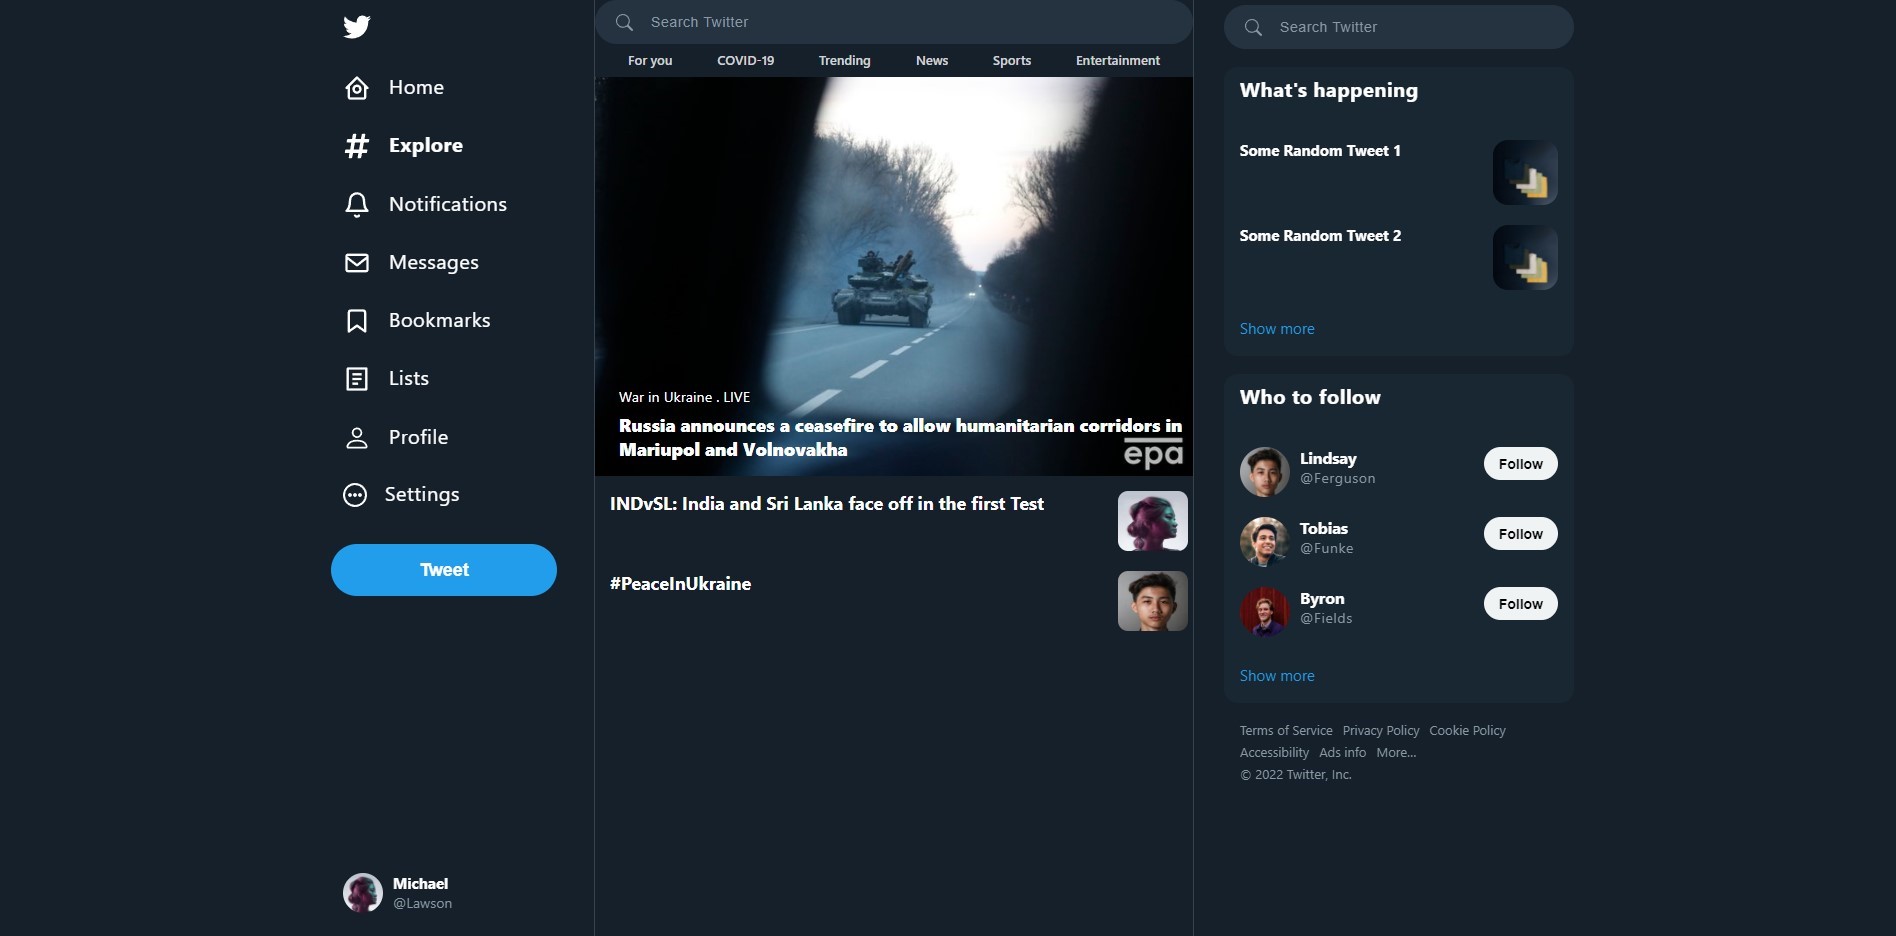 Home
Explore
Notifications
Messages
Bookmarks
Lists
Profile
Settings
Tweet
Michael
@Lawson
Search Twitter
For you COVID-19 Trending News Sports Entertainment
War in Ukraine . LIVE
Russia announces a ceasefire to allow humanitarian corridors in
Mariupol and Volnovakha
epa
INDvSL: India and Sri Lanka face off in the first Test
#PeaceInUkraine
Search Twitter
What's happening
Some Random Tweet 1
Some Random Tweet 2
Show more
Who to follow
Lindsay
@Ferguson
Follow
Tobias
@Funke
Follow
Byron
@Fields
Follow
Show more
Terms of Service Privacy Policy Cookie Policy
Accessibility Ads info More...
© 2022 Twitter, Inc.